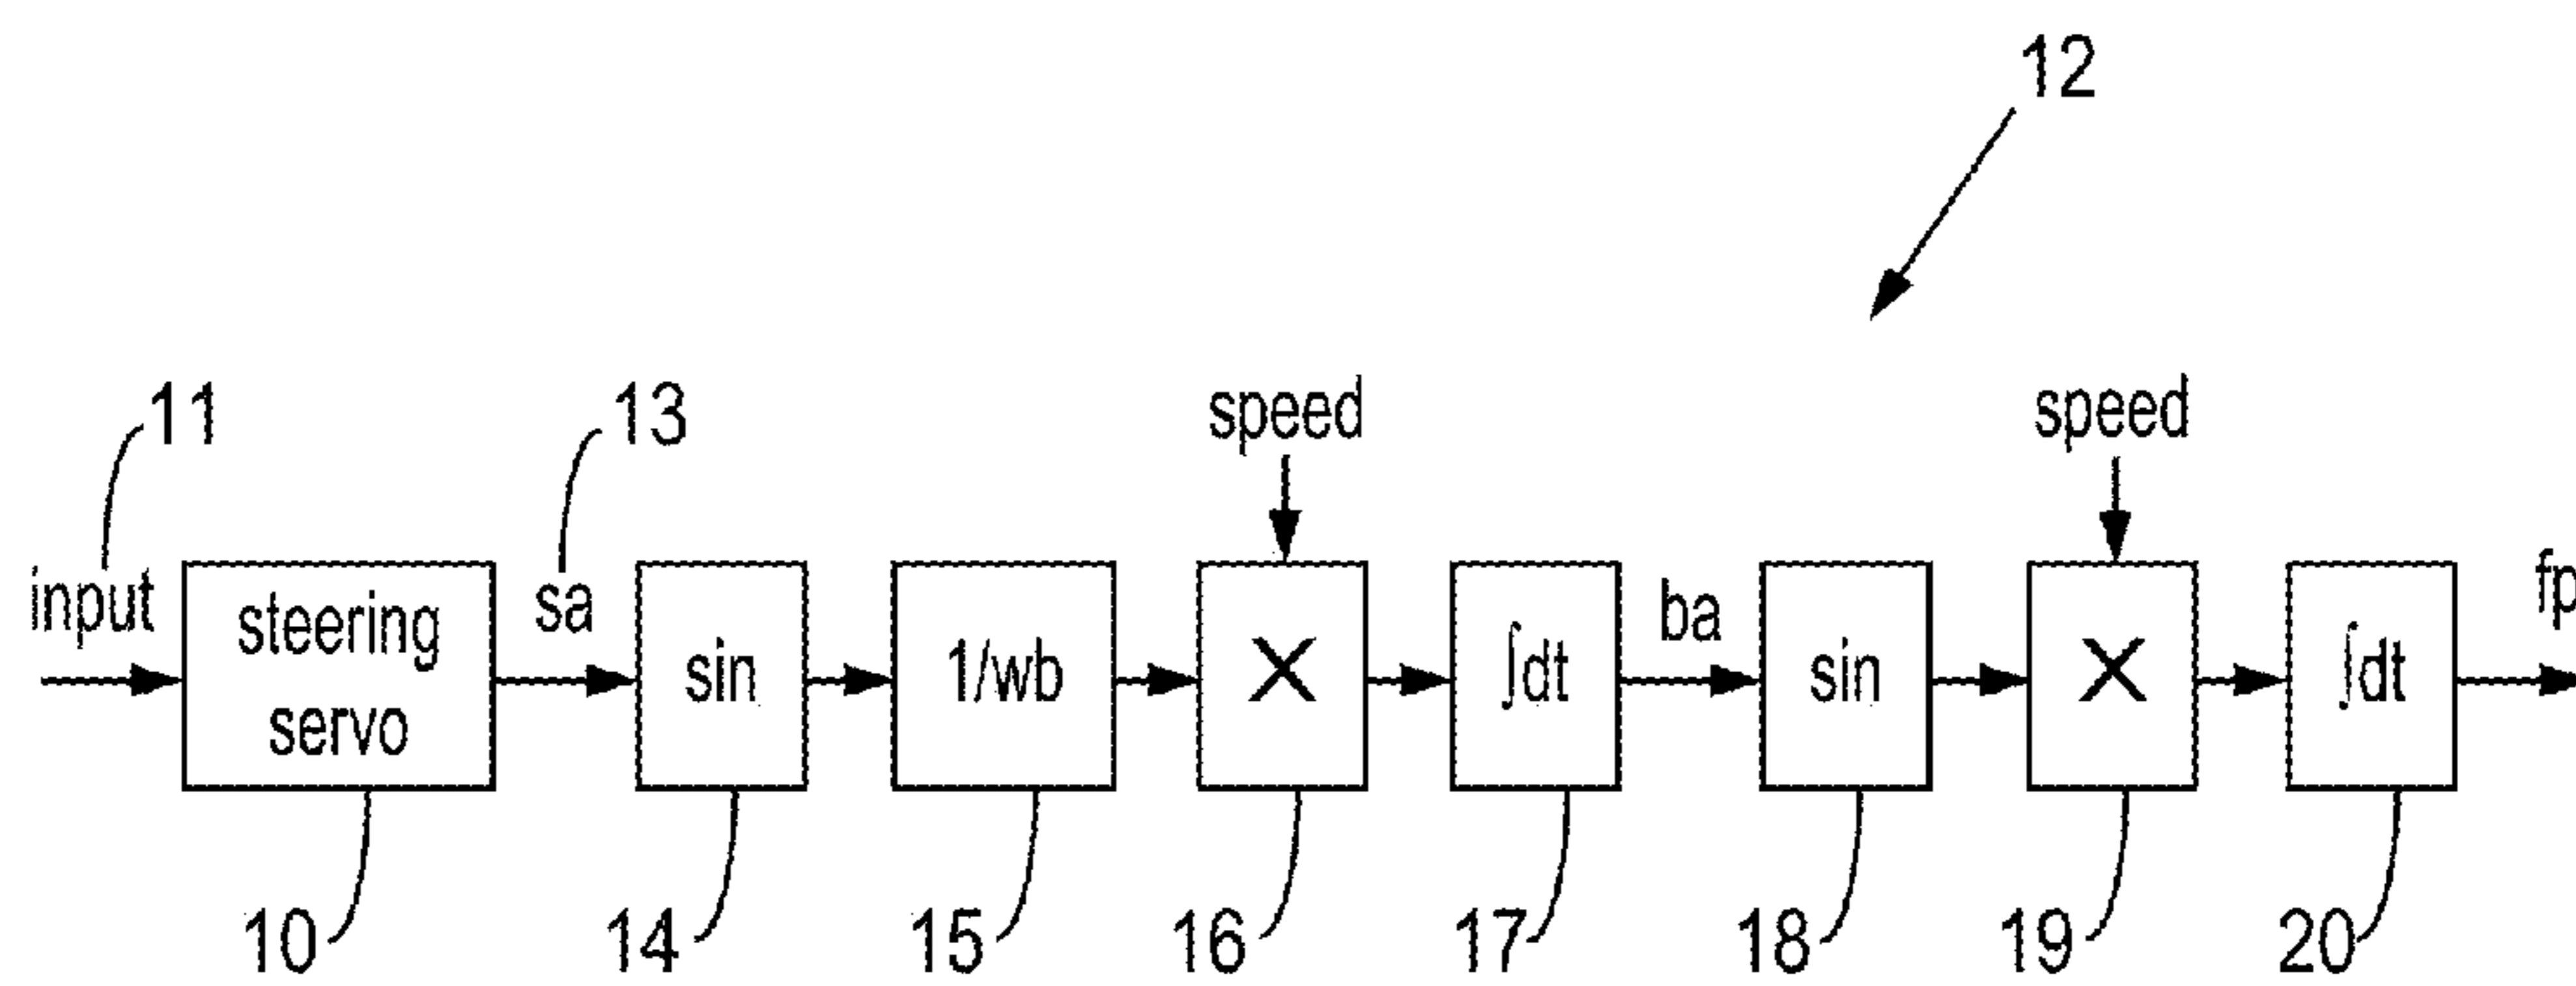 12
11
13
speed
speed
input
steering
servo
sa
sin
1/wb
X
∫dt
ba
sin
X
∫dt
fp
10
14
15
16
17
18
19
20